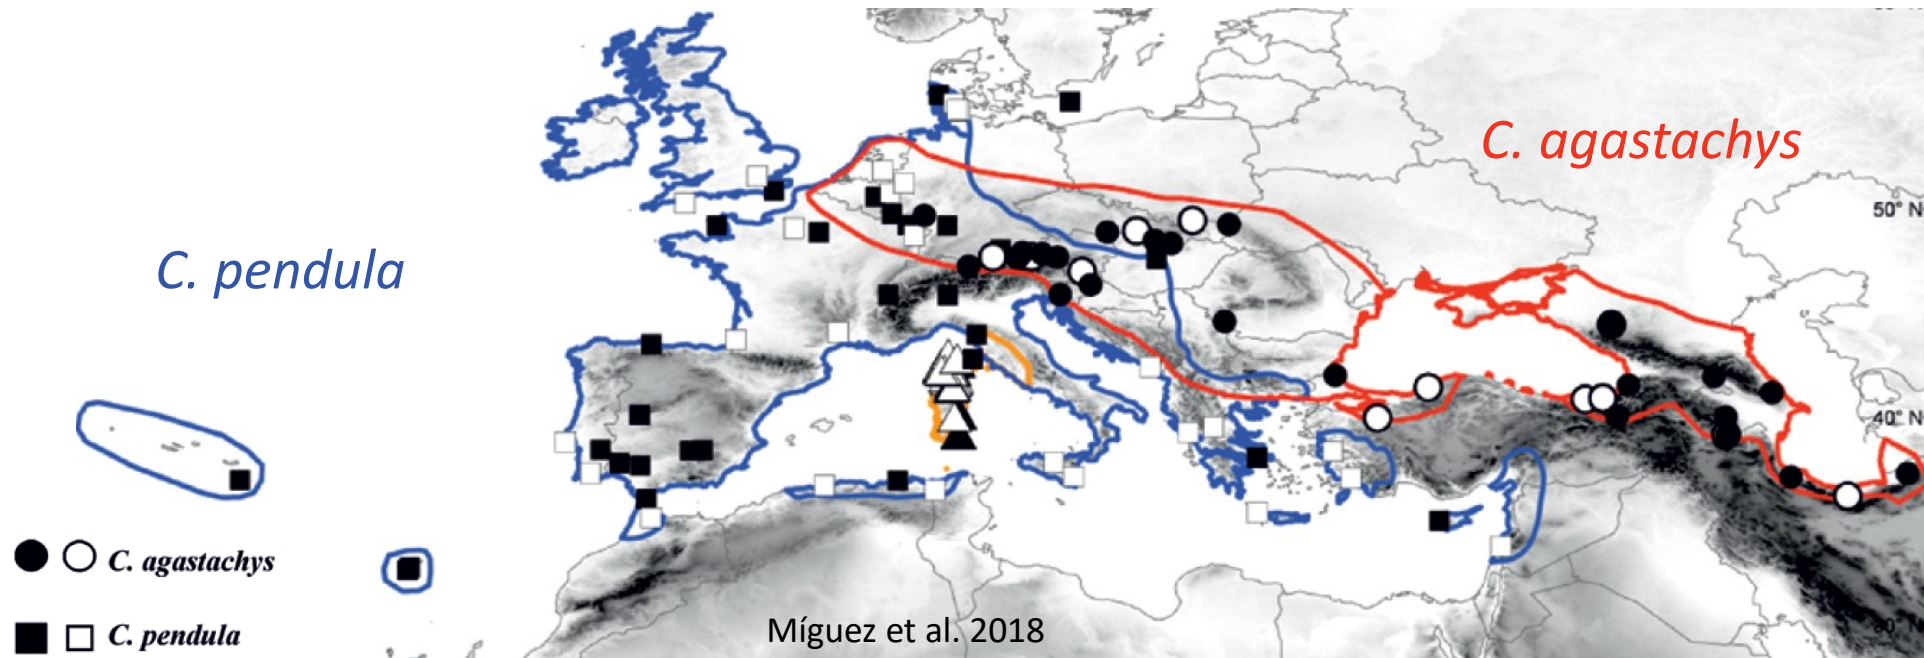 C. agastachys
50° N
C. pendula
40° N
C. agastachys
C. pendula
Míguez et al. 2018